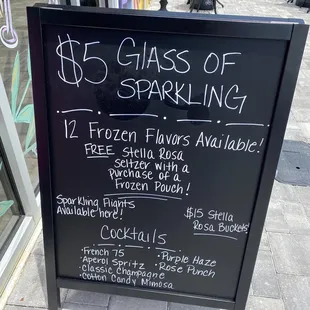 $5 GLASS OF
SPARKLING
12 Frozen Flavors Available!
FREE Stella Rosa
Seltzer with a
purchase of a
Frozen Pouch!
Sparkling Flights
Available here!
$15 Stella
Rosa Buckets
Cocktails
· French 75
· Aperol Spritz
· Classic Champagne
· Cotton Candy Mimosa
· Purple Haze
· Rose Punch